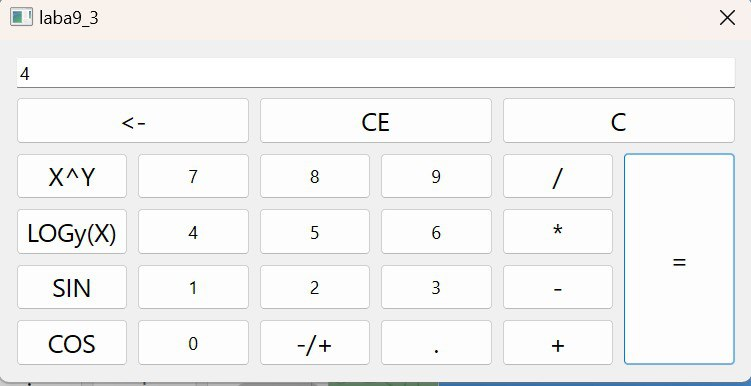 laba9_3
4
<- CE C
X^Y 7 8 9 /
LOGy(X) 4 5 6 *
=
SIN 1 2 3 -
COS 0 -/+ . +